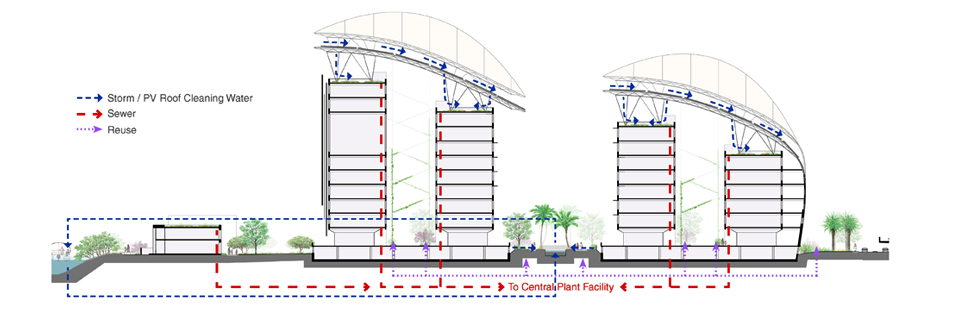 Storm / PV Roof Cleaning Water
Sewer
Reuse
To Central Plant Facility